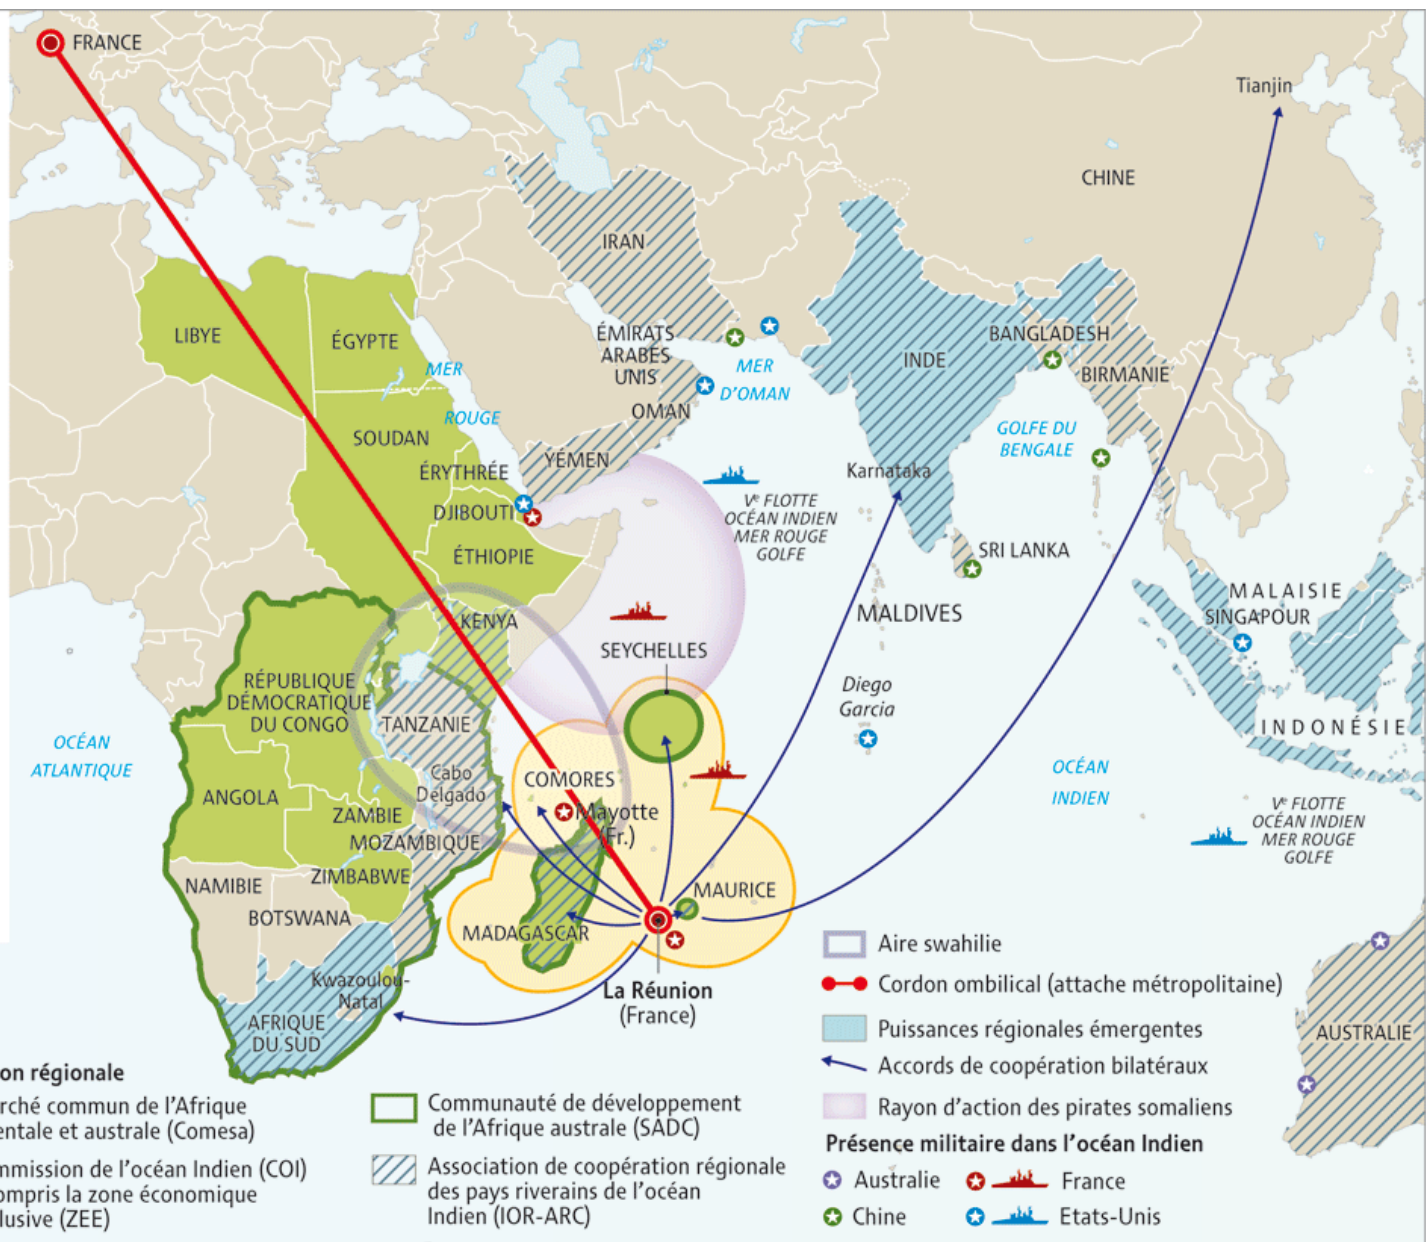 FRANCE
Tianjin
CHINE
IRAN
LIBYE
ÉGYPTE
ÉMIRATS
ARABES
UNIS
MER
D'OMAN
BANGLADESH
INDE
BIRMANIE
MER
ROUGE
OMAN
SOUDAN
GOLFE DU
BENGALE
ÉRYTHRÉE
YÉMEN
Karnataka
DJIBOUTI
Vᵉ FLOTTE
OCÉAN INDIEN
MER ROUGE
GOLFE
ÉTHIOPIE
SRI LANKA
MALAISIE
SINGAPOUR
KENYA
MALDIVES
SEYCHELLES
RÉPUBLIQUE
DÉMOCRATIQUE
DU CONGO
Diego
Garcia
TANZANIE
INDONÉSIE
OCÉAN
ATLANTIQUE
OCÉAN
INDIEN
Cabo
Delgado
COMORES
ANGOLA
Mayotte
(Fr.)
ZAMBIE
MOZAMBIQUE
Vᵉ FLOTTE
OCÉAN INDIEN
MER ROUGE
GOLFE
NAMIBIE
ZIMBABWE
MAURICE
BOTSWANA
MADAGASCAR
Kwazoulou-
Natal
La Réunion
(France)
AFRIQUE
DU SUD
AUSTRALIE
Aire swahilie
Cordon ombilical (attache métropolitaine)
Puissances régionales émergentes
Accords de coopération bilatéraux
Rayon d'action des pirates somaliens
Présence militaire dans l'océan Indien
Australie
France
Chine
Etats-Unis
on régionale
rché commun de l'Afrique
entale et australe (Comesa)
mmission de l'océan Indien (COI)
ompris la zone économique
lusive (ZEE)
Communauté de développement
de l'Afrique australe (SADC)
Association de coopération régionale
des pays riverains de l'océan
Indien (IOR-ARC)